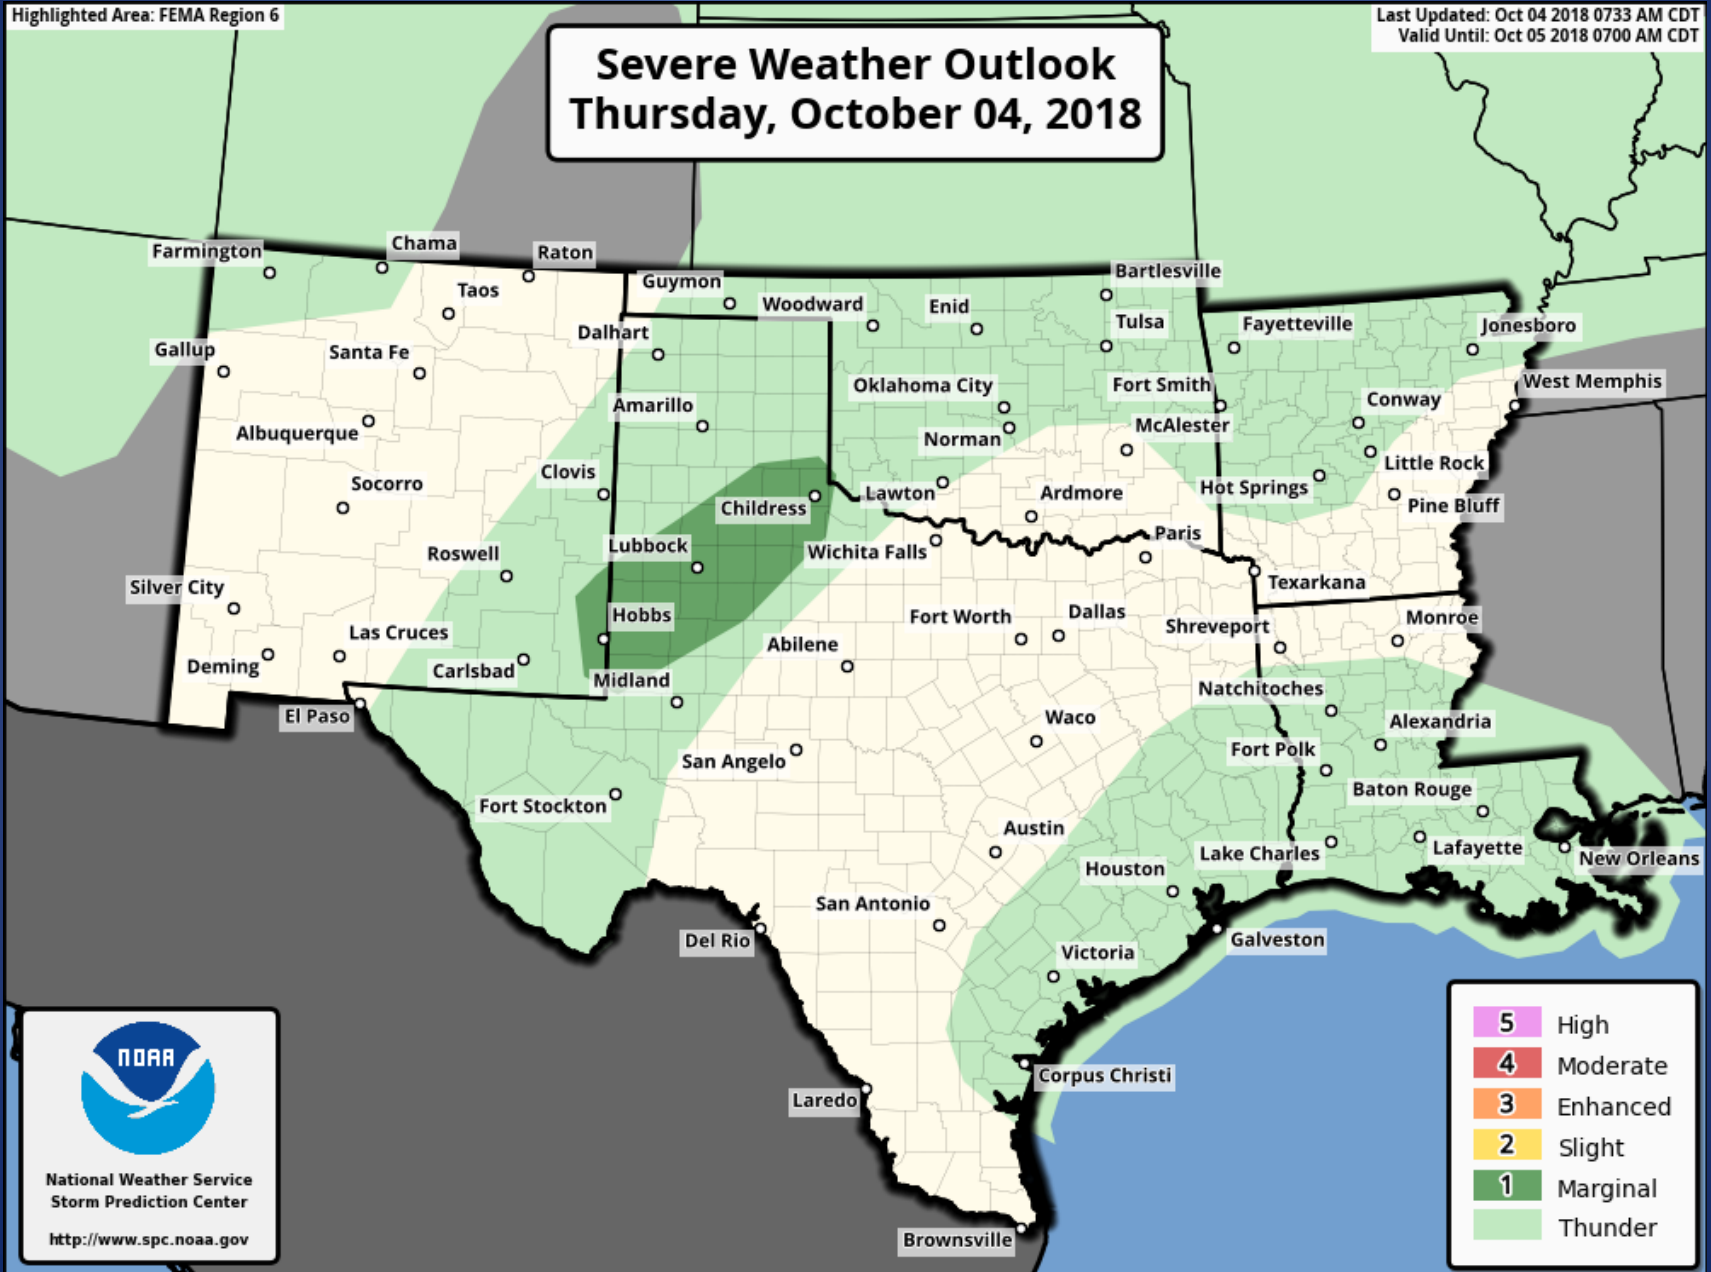 Highlighted Area: FEMA Region 6
Last Updated: Oct 04 2018 0733 AM CDT
Valid Until: Oct 05 2018 0700 AM CDT
Severe Weather Outlook
Thursday, October 04, 2018
Farmington
Chama
Raton
Taos
Guymon
Woodward
Enid
Bartlesville
Tulsa
Fayetteville
Jonesboro
Gallup
Santa Fe
Dalhart
Oklahoma City
Fort Smith
West Memphis
Conway
Albuquerque
Amarillo
Norman
McAlester
Little Rock
Socorro
Clovis
Childress
Lawton
Ardmore
Hot Springs
Pine Bluff
Roswell
Lubbock
Wichita Falls
Paris
Silver City
Texarkana
Hobbs
Las Cruces
Fort Worth
Dallas
Shreveport
Monroe
Deming
Carlsbad
Midland
Abilene
Natchitoches
El Paso
Waco
Alexandria
San Angelo
Fort Polk
Fort Stockton
Baton Rouge
Austin
Lake Charles
Lafayette
New Orleans
Houston
San Antonio
Del Rio
Galveston
Victoria
Corpus Christi
Laredo
Brownsville
NOAA
National Weather Service
Storm Prediction Center
http://www.spc.noaa.gov
5 High
4 Moderate
3 Enhanced
2 Slight
1 Marginal
Thunder